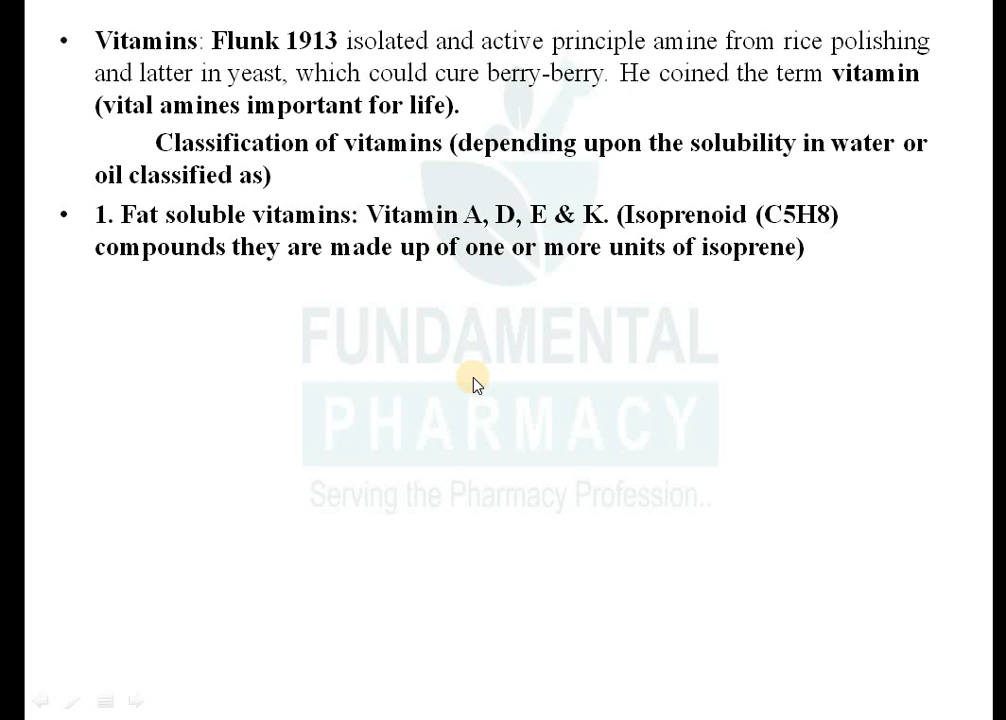 • Vitamins: Flunk 1913 isolated and active principle amine from rice polishing
and latter in yeast, which could cure berry-berry. He coined the term vitamin
(vital amines important for life).
Classification of vitamins (depending upon the solubility in water or
oil classified as)
• 1. Fat soluble vitamins: Vitamin A, D, E & K. (Isoprenoid (C5H8)
compounds they are made up of one or more units of isoprene)
FUNDAMENTAL
PHARMACY
Serving the Pharmacy Profession..